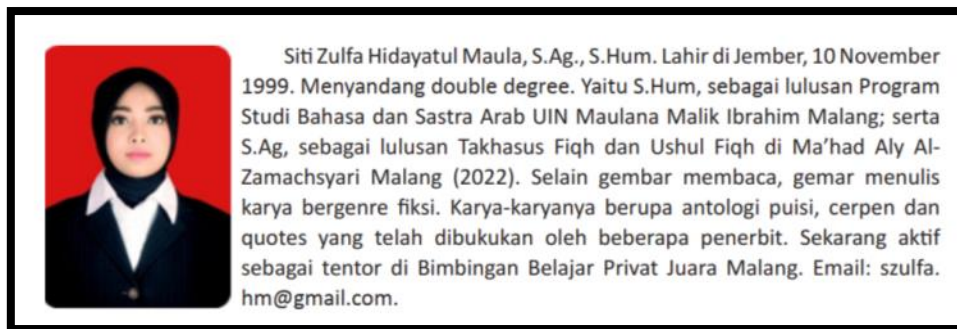 Siti Zulfa Hidayatul Maula, S.Ag., S.Hum. Lahir di Jember, 10 November
1999. Menyandang double degree. Yaitu S.Hum, sebagai lulusan Program
Studi Bahasa dan Sastra Arab UIN Maulana Malik Ibrahim Malang; serta
S.Ag, sebagai lulusan Takhasus Fiqh dan Ushul Fiqh di Ma'had Aly Al-
Zamachsyari Malang (2022). Selain gembar membaca, gemar menulis
karya bergenre fiksi. Karya-karyanya berupa antologi puisi, cerpen dan
quotes yang telah dibukukan oleh beberapa penerbit. Sekarang aktif
sebagai tentor di Bimbingan Belajar Privat Juara Malang. Email: szulfa.
hm@gmail.com.